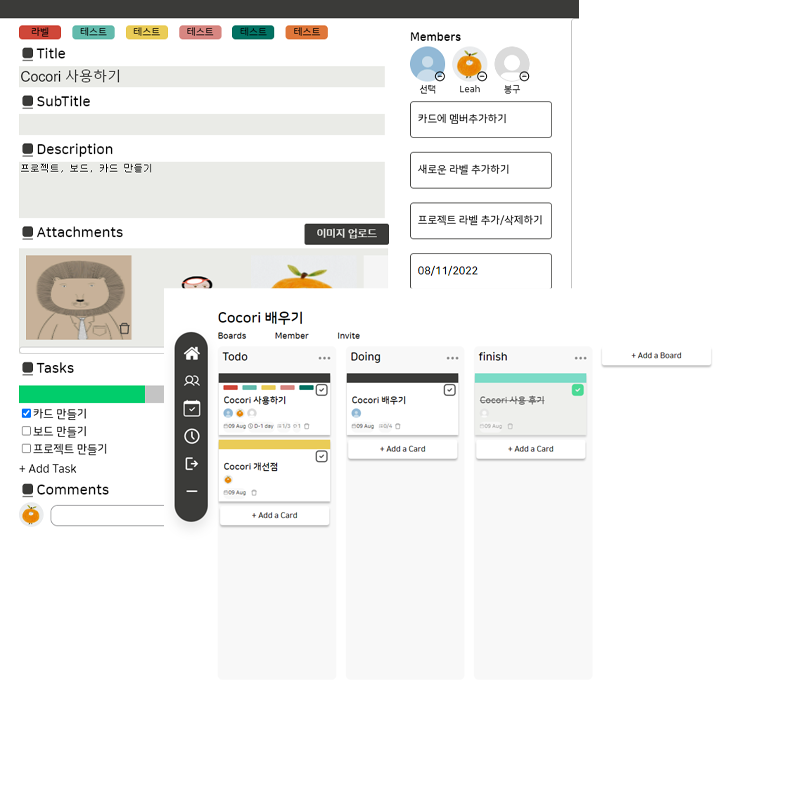 라벨 테스트 테스트 테스트 테스트 테스트
Title
Cocori 사용하기
SubTitle
Description
프로젝트, 보드, 카드 만들기
Attachments
이미지 업로드
Tasks
카드 만들기
보드 만들기
프로젝트 만들기
+ Add Task
Comments
Members
선택 Leah 봉구
카드에 멤버추가하기
새로운 라벨 추가하기
프로젝트 라벨 추가/삭제하기
08/11/2022
Cocori 배우기
Boards Member Invite
Todo
Cocori 사용하기
09 Aug D-1 day 1/3 1
Cocori 개선점
09 Aug
+ Add a Card
Doing
Cocori 배우기
09 Aug 0/4
+ Add a Card
finish
Cocori 사용 후기
09 Aug
+ Add a Card
+ Add a Board